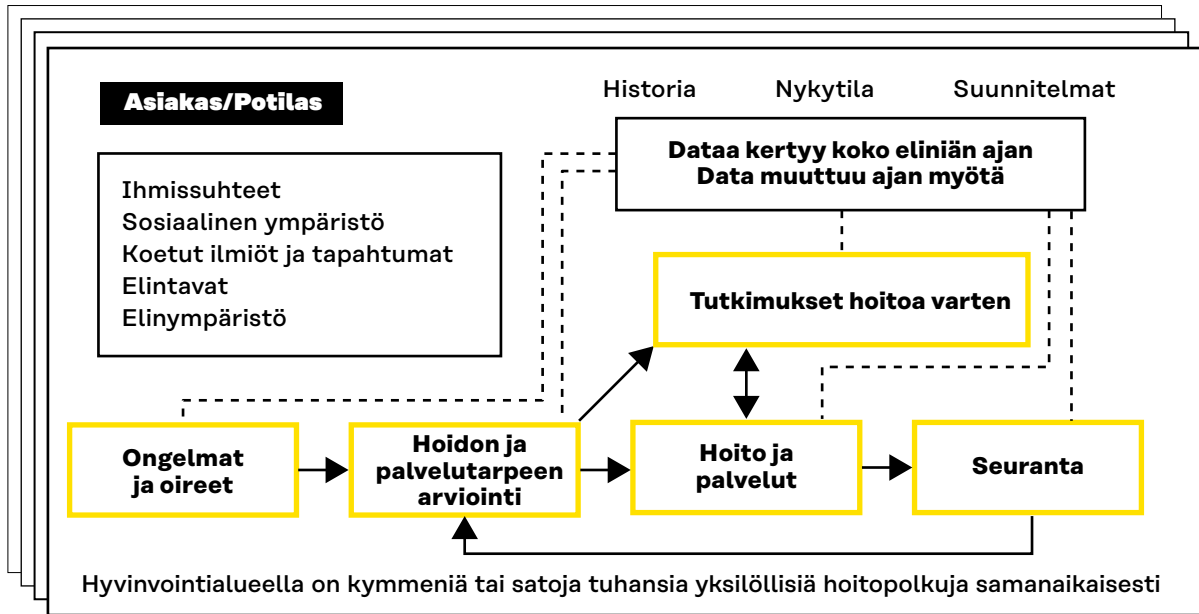 Asiakas/Potilas
Historia
Nykytila
Suunnitelmat
Dataa kertyy koko eliniän ajan
Data muuttuu ajan myötä
Ihmissuhteet
Sosiaalinen ympäristö
Koetut ilmiöt ja tapahtumat
Elintavat
Elinympäristö
Tutkimukset hoitoa varten
Ongelmat
ja oireet
Hoidon ja
palvelutarpeen
arviointi
Hoito ja
palvelut
Seuranta
Hyvinvointialueella on kymmeniä tai satoja tuhansia yksilöllisiä hoitopolkuja samanaikaisesti